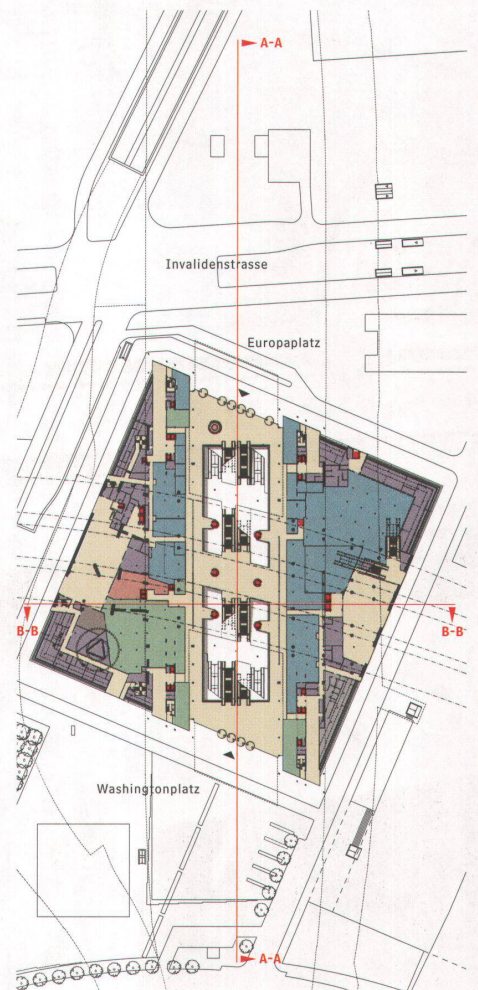 A-A
Invalidenstrasse
Europaplatz
B-B
B-B
Washingtonplatz
A-A